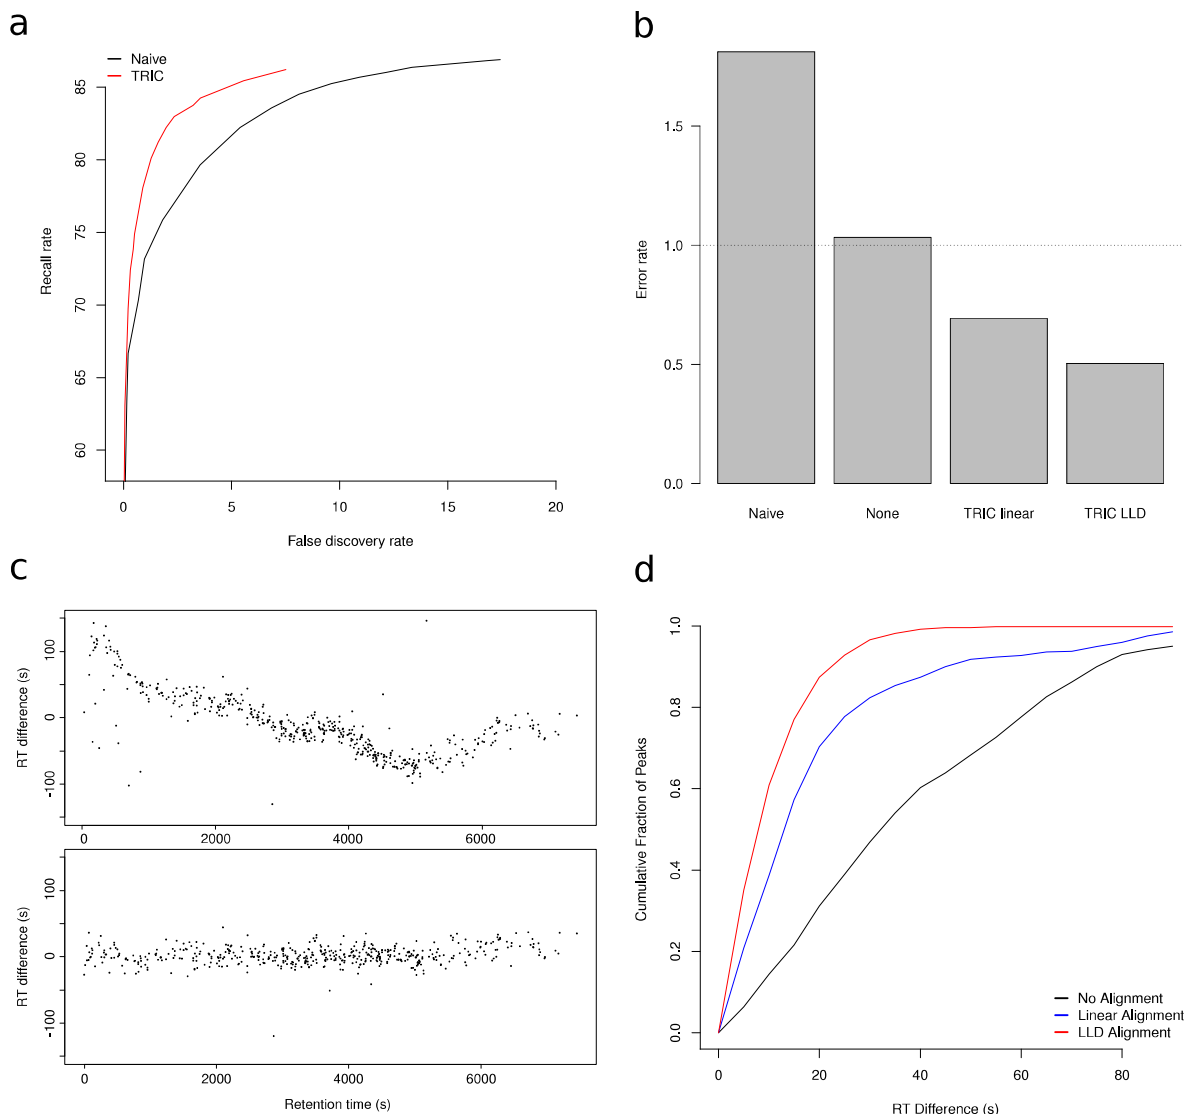 a
Naive
TRIC
85
80
75
70
65
60
Recall rate
0 5 10 15 20
False discovery rate
b
1.5
1.0
0.5
0.0
Error rate
Naive None TRIC linear TRIC LLD
c
100
0
-100
RT difference (s)
0 2000 4000 6000
100
0
-100
RT difference (s)
0 2000 4000 6000
Retention time (s)
d
1.0
0.8
0.6
0.4
0.2
0.0
Cumulative Fraction of Peaks
No Alignment
Linear Alignment
LLD Alignment
0 20 40 60 80
RT Difference (s)